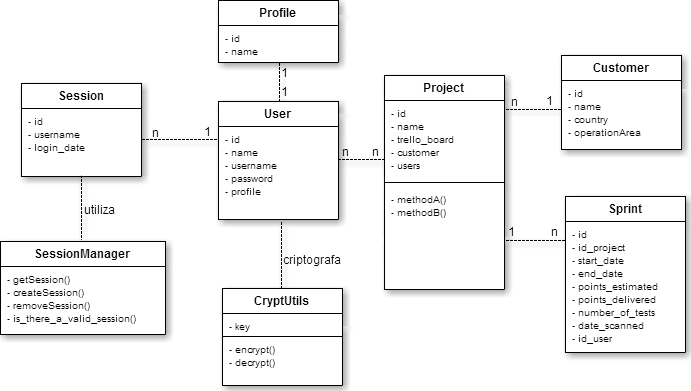 Profile
- id
- name
1
1
Session
- id
- username
- login_date
n
1
User
- id
- name
- username
- password
- profile
n
n
Project
- id
- name
- trello_board
- customer
- users
- methodA()
- methodB()
n
1
Customer
- id
- name
- country
- operationArea
1
n
Sprint
- id
- id_project
- start_date
- end_date
- points_estimated
- points_delivered
- number_of_tests
- date_scanned
- id_user
utiliza
SessionManager
- getSession()
- createSession()
- removeSession()
- is_there_a_valid_session()
criptografa
CryptUtils
- key
- encrypt()
- decrypt()